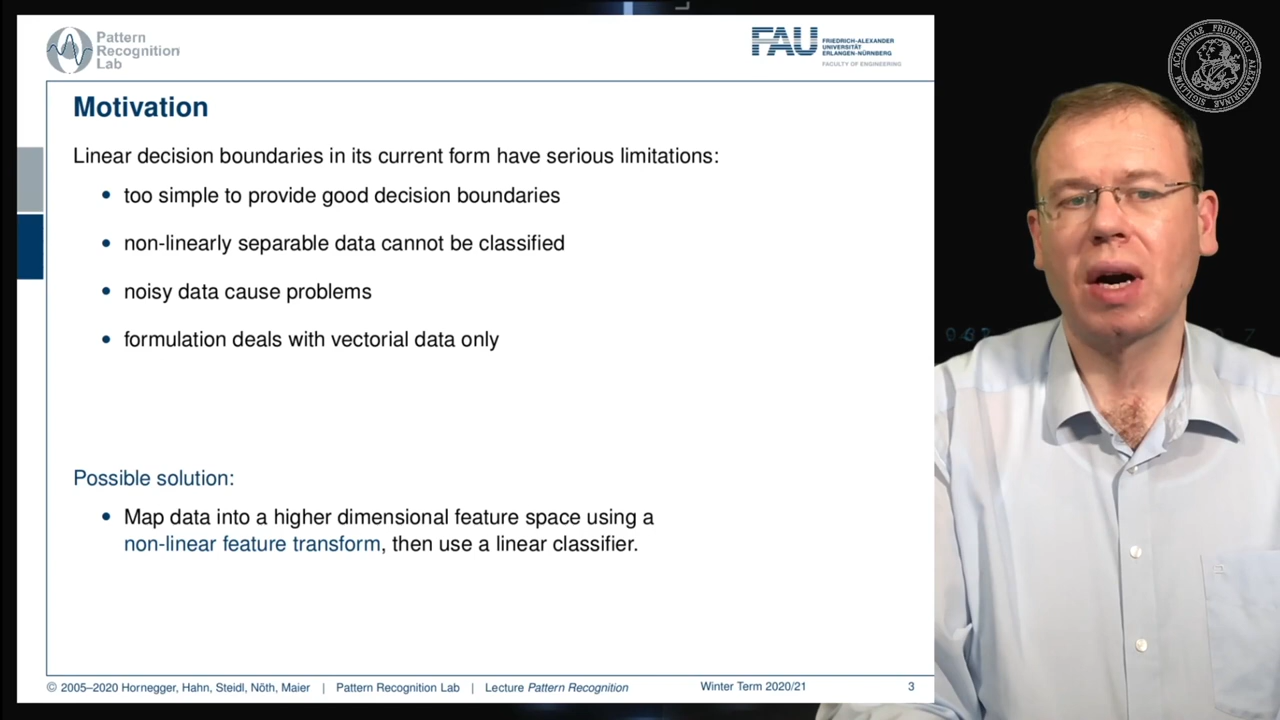 Pattern
Recognition
Lab
FAU
FRIEDRICH-ALEXANDER
UNIVERSITÄT
ERLANGEN-NÜRNBERG
FACULTY OF ENGINEERING
Motivation
Linear decision boundaries in its current form have serious limitations:
• too simple to provide good decision boundaries
• non-linearly separable data cannot be classified
• noisy data cause problems
• formulation deals with vectorial data only
Possible solution:
• Map data into a higher dimensional feature space using a
non-linear feature transform, then use a linear classifier.
© 2005–2020 Hornegger, Hahn, Steidl, Nöth, Maier | Pattern Recognition Lab | Lecture Pattern Recognition Winter Term 2020/21 3